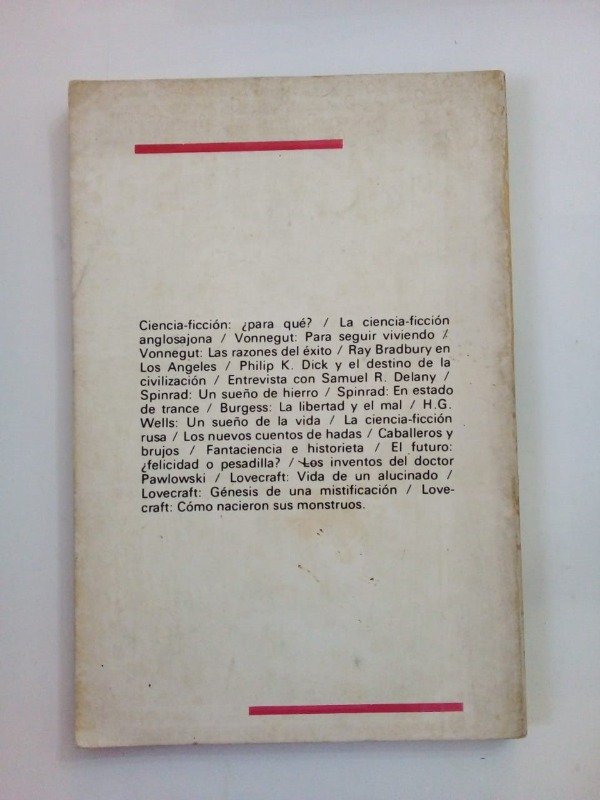 Ciencia-ficción: ¿para qué? / La ciencia-ficción
anglosajona / Vonnegut: Para seguir viviendo /
Vonnegut: Las razones del éxito / Ray Bradbury en
Los Angeles / Philip K. Dick y el destino de la
civilización / Entrevista con Samuel R. Delany /
Spinrad: Un sueño de hierro / Spinrad: En estado
de trance / Burgess: La libertad y el mal / H.G.
Wells: Un sueño de la vida / La ciencia-ficción
rusa / Los nuevos cuentos de hadas / Caballeros y
brujos / Fantaciencia e historieta / El futuro:
¿felicidad o pesadilla? / Los inventos del doctor
Pawlowski / Lovecraft: Vida de un alucinado /
Lovecraft: Génesis de una mistificación / Love-
craft: Cómo nacieron sus monstruos.